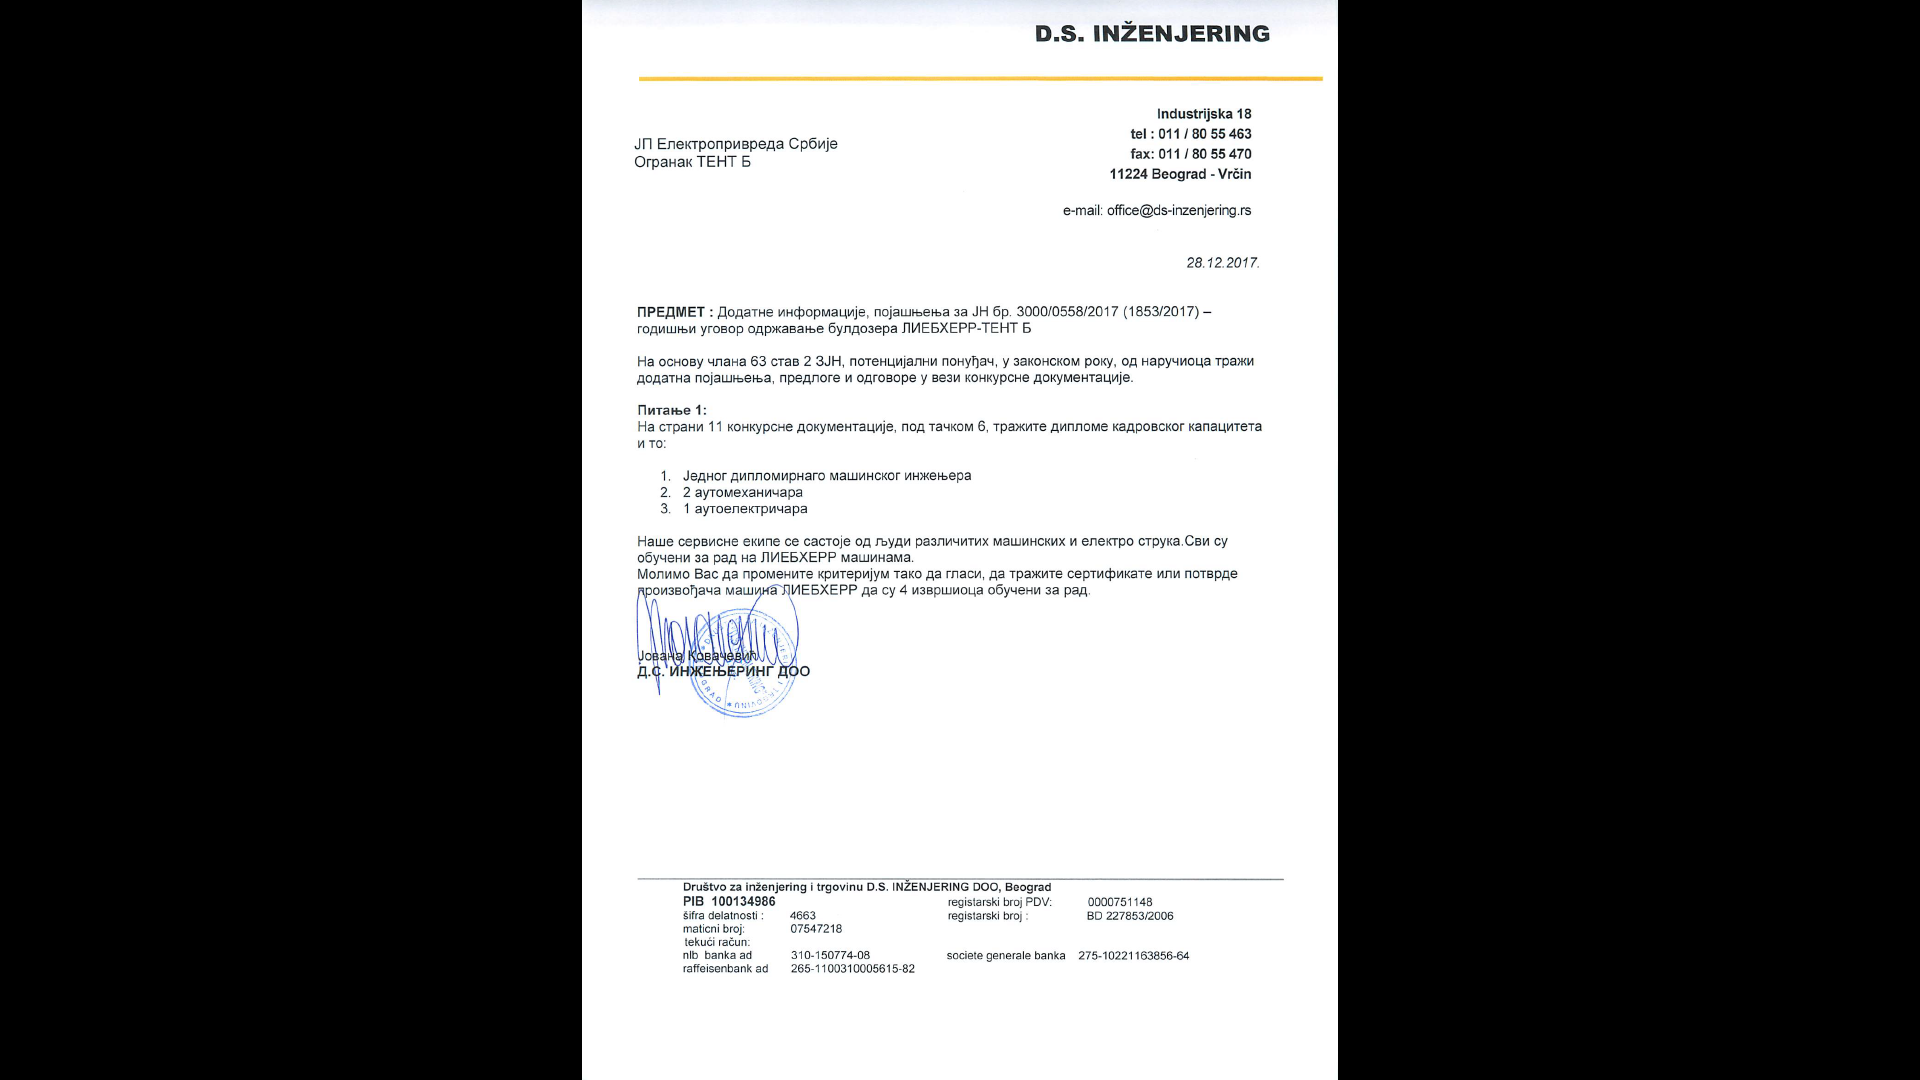 D.S. INŽENJERING
Industrijska 18
tel : 011 / 80 55 463
fax: 011 / 80 55 470
11224 Beograd - Vrčin
e-mail: office@ds-inzenjering.rs
ЈП Електропривреда Србије
Огранак ТЕНТ Б
28.12.2017.
ПРЕДМЕТ : Додатне информације, појашњења за ЈН бр. 3000/0558/2017 (1853/2017) –
годишњи уговор одржавање булдозера ЛИЕБХЕРР-ТЕНТ Б
На основу члана 63 став 2 ЗЈН, потенцијални понуђач, у законском року, од наручиоца тражи
додатна појашњења, предлоге и одговоре у вези конкурсне документације.
Питање 1:
На страни 11 конкурсне документације, под тачком 6, тражите дипломе кадровског капацитета
и то:
1. Једног дипломирнаго машинског инжењера
2. 2 аутомеханичара
3. 1 аутоелектричара
Наше сервисне екипе се састоје од људи различитих машинских и електро струка.Сви су
обучени за рад на ЛИЕБХЕРР машинама.
Молимо Вас да промените критеријум тако да гласи, да тражите сертификате или потврде
произвођача машина ЛИЕБХЕРР да су 4 извршиоца обучени за рад.
Јована Ковачевић
Д.С. ИНЖЕЊЕРИНГ ДОО
Društvo za inženjering i trgovinu D.S. INŽENJERING DOO, Beograd
PIB 100134986 registarski broj PDV: 0000751148
šifra delatnosti : 4663 registarski broj : BD 227853/2006
maticni broj: 07547218
tekući račun:
nlb banka ad 310-150774-08 societe generale banka 275-10221163856-64
raffeisenbank ad 265-1100310005615-82